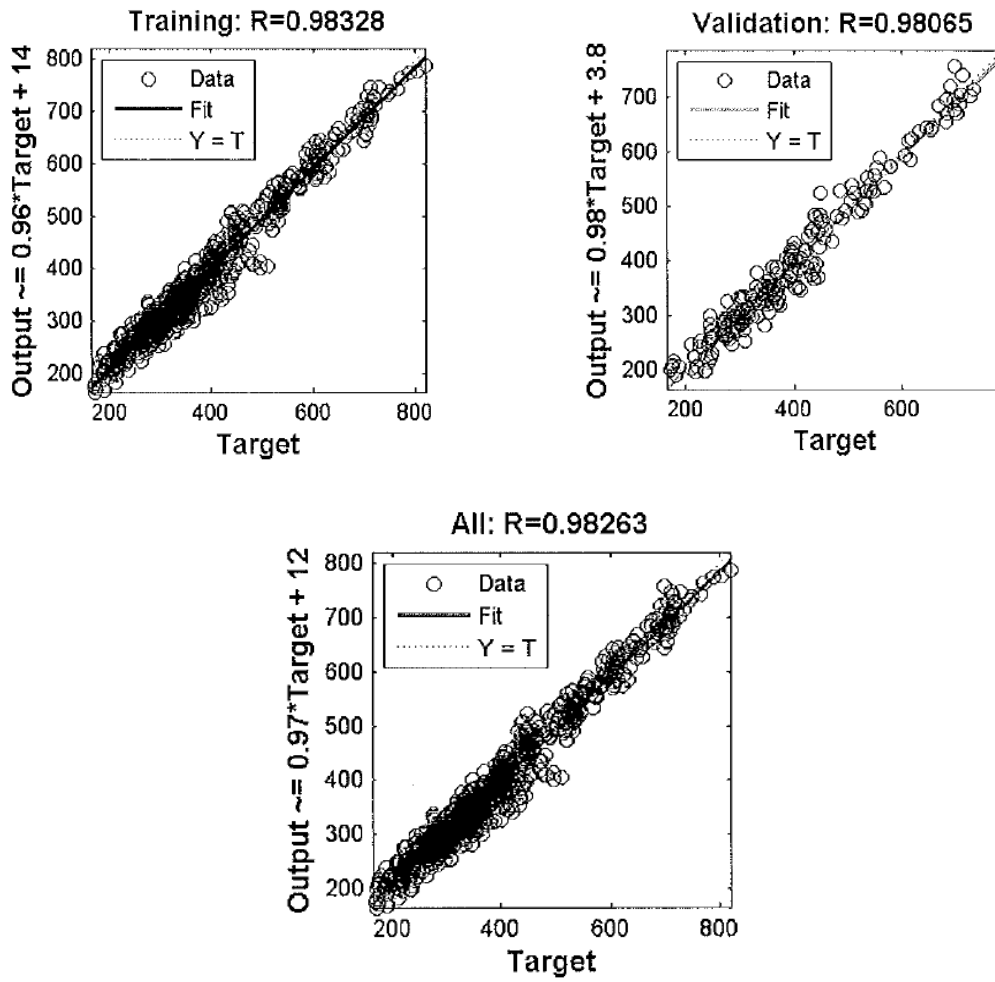 Training: R=0.98328
Output ~= 0.96*Target + 14
800
700
600
500
400
300
200
Data
Fit
Y = T
200 400 600 800
Target
Validation: R=0.98065
Output ~= 0.98*Target + 3.8
700
600
500
400
300
200
Data
Fit
Y = T
200 400 600
Target
All: R=0.98263
Output ~= 0.97*Target + 12
800
700
600
500
400
300
200
Data
Fit
Y = T
200 400 600 800
Target